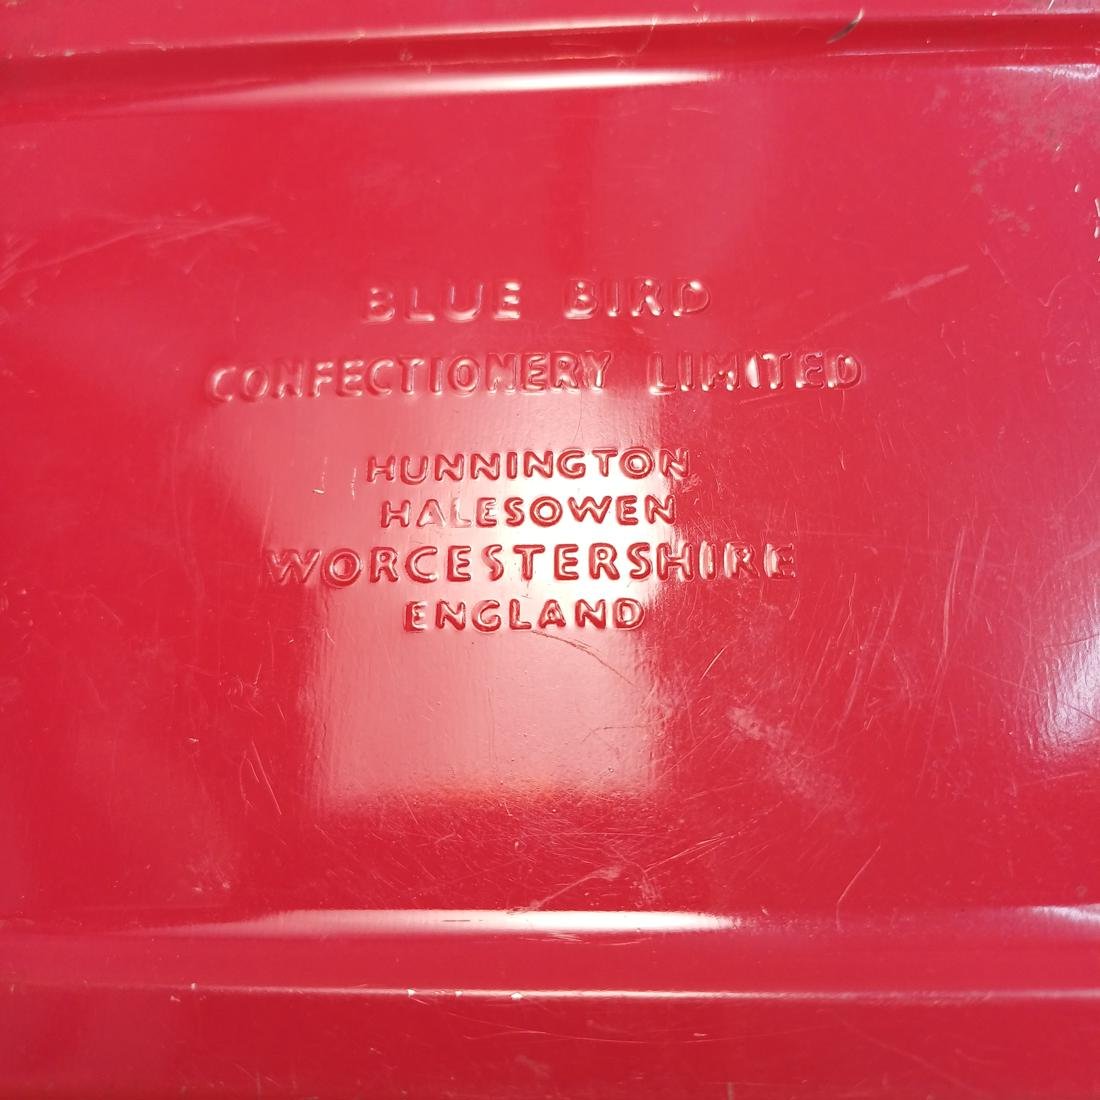 BLUE BIRD
CONFECTIONERY LIMITED
HUNNINGTON
HALESOWEN
WORCESTERSHIRE
ENGLAND